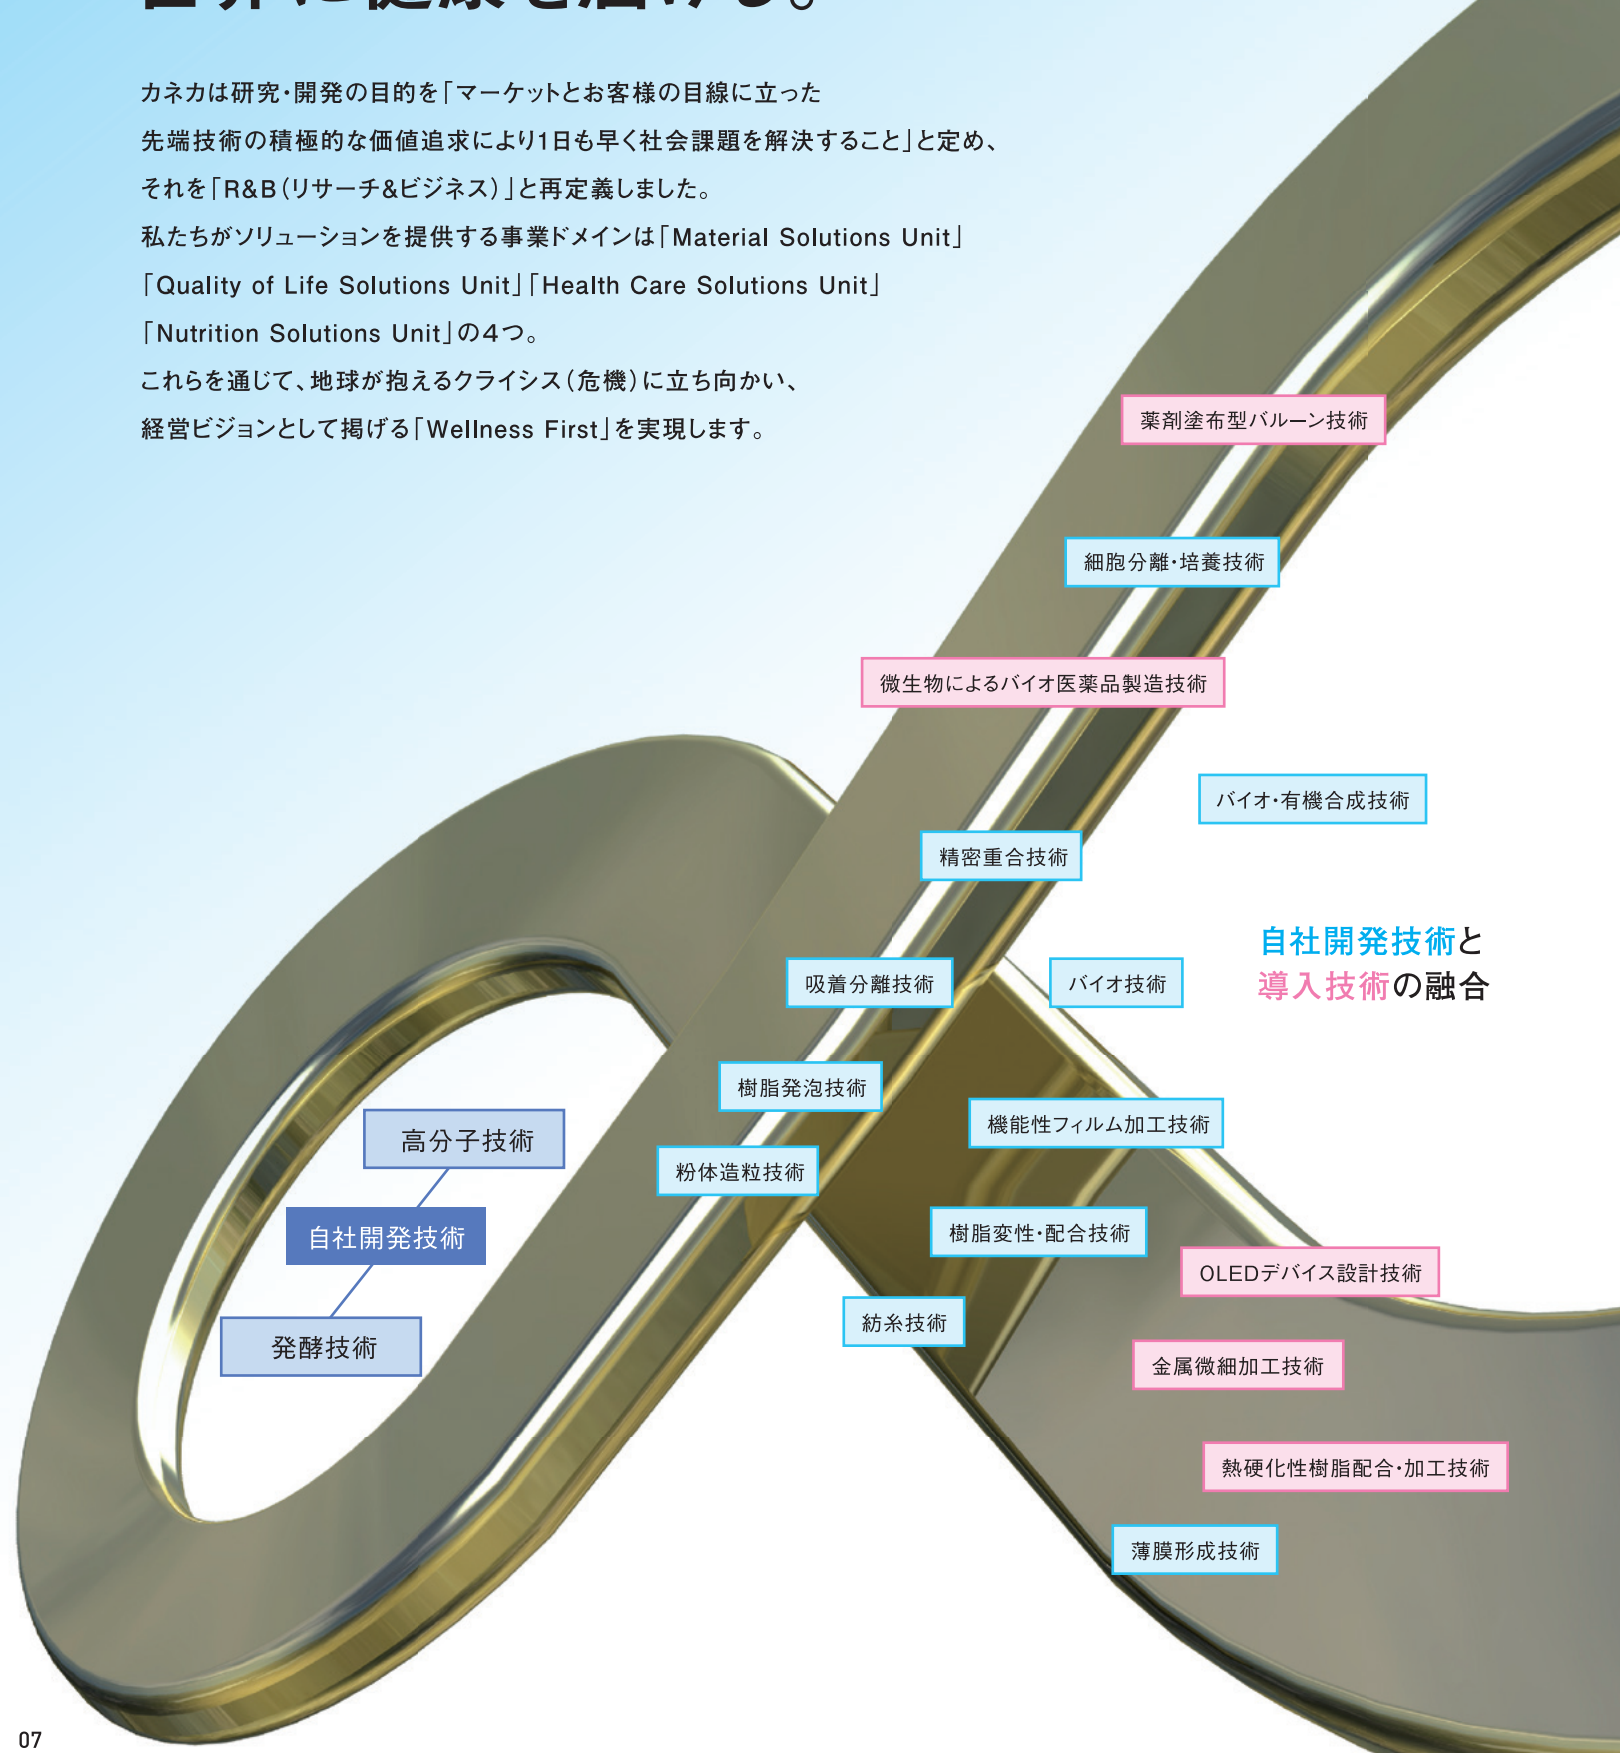 世界に健康を届ける。
カネカは研究・開発の目的を「マーケットとお客様の目線に立った
先端技術の積極的な価値追求により1日も早く社会課題を解決すること」と定め、
それを「R&B(リサーチ&ビジネス)」と再定義しました。
私たちがソリューションを提供する事業ドメインは「Material Solutions Unit」
「Quality of Life Solutions Unit」「Health Care Solutions Unit」
「Nutrition Solutions Unit」の4つ。
これらを通じて、地球が抱えるクライシス(危機)に立ち向かい、
経営ビジョンとして掲げる「Wellness First」を実現します。
薬剤塗布型バルーン技術
細胞分離・培養技術
微生物によるバイオ医薬品製造技術
バイオ・有機合成技術
精密重合技術
自社開発技術と
導入技術の融合
吸着分離技術
バイオ技術
樹脂発泡技術
機能性フィルム加工技術
高分子技術
粉体造粒技術
自社開発技術
樹脂変性・配合技術
OLEDデバイス設計技術
発酵技術
紡糸技術
金属微細加工技術
熱硬化性樹脂配合・加工技術
薄膜形成技術
07